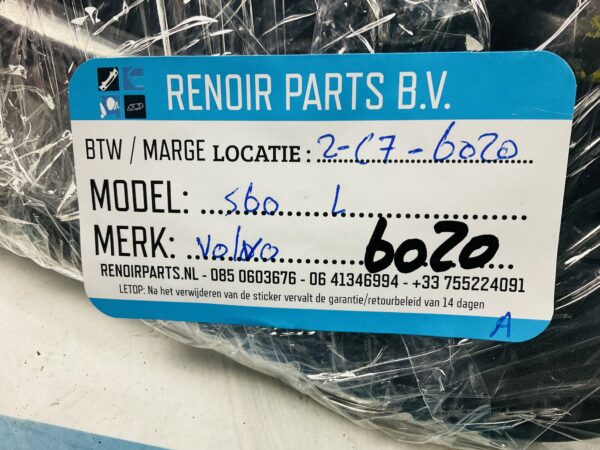 RENOIR PARTS B.V.
BTW / MARGE LOCATIE : 2-C7-6020
MODEL: S60 L
MERK: Volvo 6020
RENOIRPARTS.NL - 085 0603676 - 06 41346994 - +33 755224091
LETOP: Na het verwijderen van de sticker vervalt de garantie/retourbeleid van 14 dagen
A